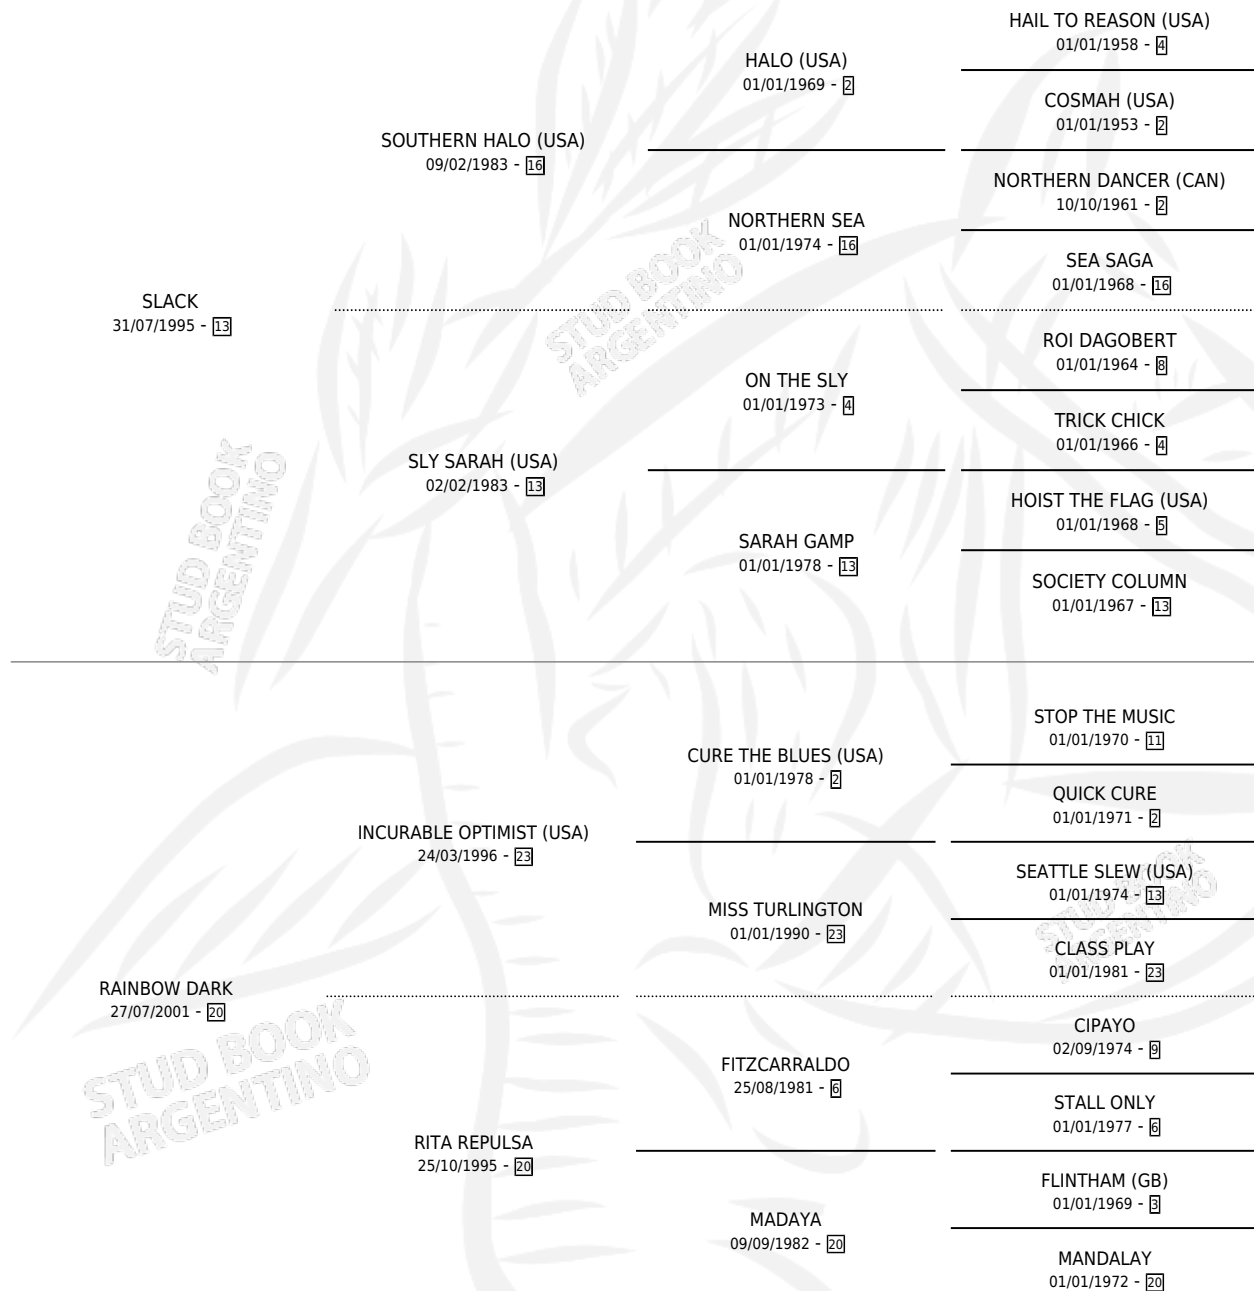 HAIL TO REASON (USA)
01/01/1958 - 4
HALO (USA)
01/01/1969 - 2
COSMAH (USA)
01/01/1953 - 2
SOUTHERN HALO (USA)
09/02/1983 - 16
NORTHERN DANCER (CAN)
10/10/1961 - 2
NORTHERN SEA
01/01/1974 - 16
SEA SAGA
01/01/1968 - 16
SLACK
31/07/1995 - 13
ROI DAGOBERT
01/01/1964 - 8
ON THE SLY
01/01/1973 - 4
TRICK CHICK
01/01/1966 - 4
SLY SARAH (USA)
02/02/1983 - 13
HOIST THE FLAG (USA)
01/01/1968 - 5
SARAH GAMP
01/01/1978 - 13
SOCIETY COLUMN
01/01/1967 - 13
STOP THE MUSIC
01/01/1970 - 11
CURE THE BLUES (USA)
01/01/1978 - 2
QUICK CURE
01/01/1971 - 2
INCURABLE OPTIMIST (USA)
24/03/1996 - 23
SEATTLE SLEW (USA)
01/01/1974 - 13
MISS TURLINGTON
01/01/1990 - 23
CLASS PLAY
01/01/1981 - 23
RAINBOW DARK
27/07/2001 - 20
CIPAYO
02/09/1974 - 9
FITZCARRALDO
25/08/1981 - 6
STALL ONLY
01/01/1977 - 6
RITA REPULSA
25/10/1995 - 20
FLINTHAM (GB)
01/01/1969 - 3
MADAYA
09/09/1982 - 20
MANDALAY
01/01/1972 - 20
STUD BOOK
ARGENTINO
STUD BOOK
ARGENTINO
STUD BOOK
ARGENTINO
STUD BOOK
ARGENTINO